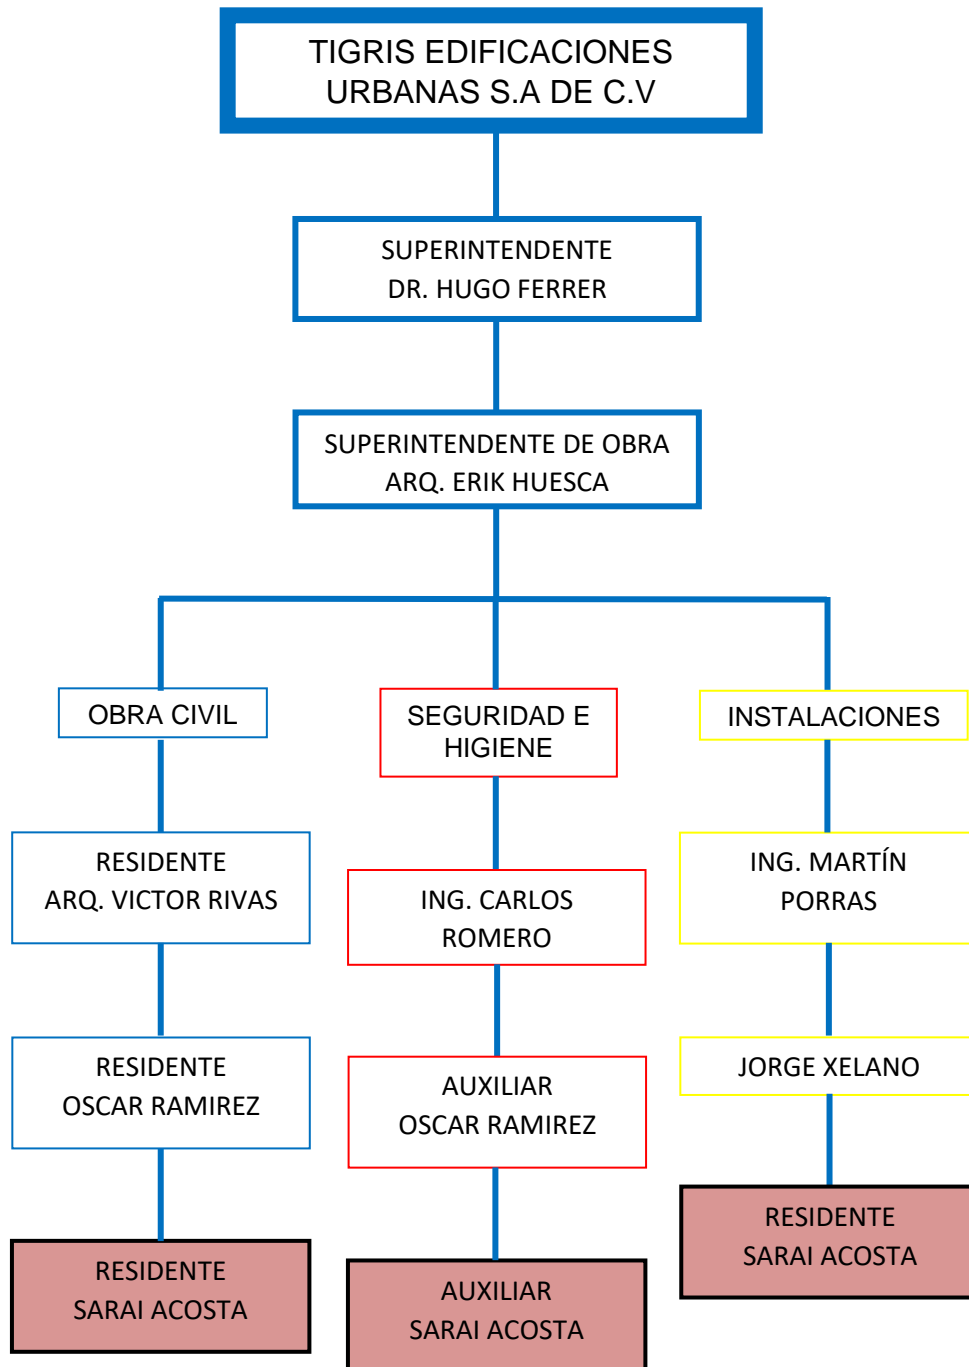 TIGRIS EDIFICACIONES
URBANAS S.A DE C.V
SUPERINTENDENTE
DR. HUGO FERRER
SUPERINTENDENTE DE OBRA
ARQ. ERIK HUESCA
OBRA CIVIL
SEGURIDAD E
HIGIENE
INSTALACIONES
RESIDENTE
ARQ. VICTOR RIVAS
ING. CARLOS
ROMERO
ING. MARTÍN
PORRAS
RESIDENTE
OSCAR RAMIREZ
AUXILIAR
OSCAR RAMIREZ
JORGE XELANO
RESIDENTE
SARAI ACOSTA
AUXILIAR
SARAI ACOSTA
RESIDENTE
SARAI ACOSTA